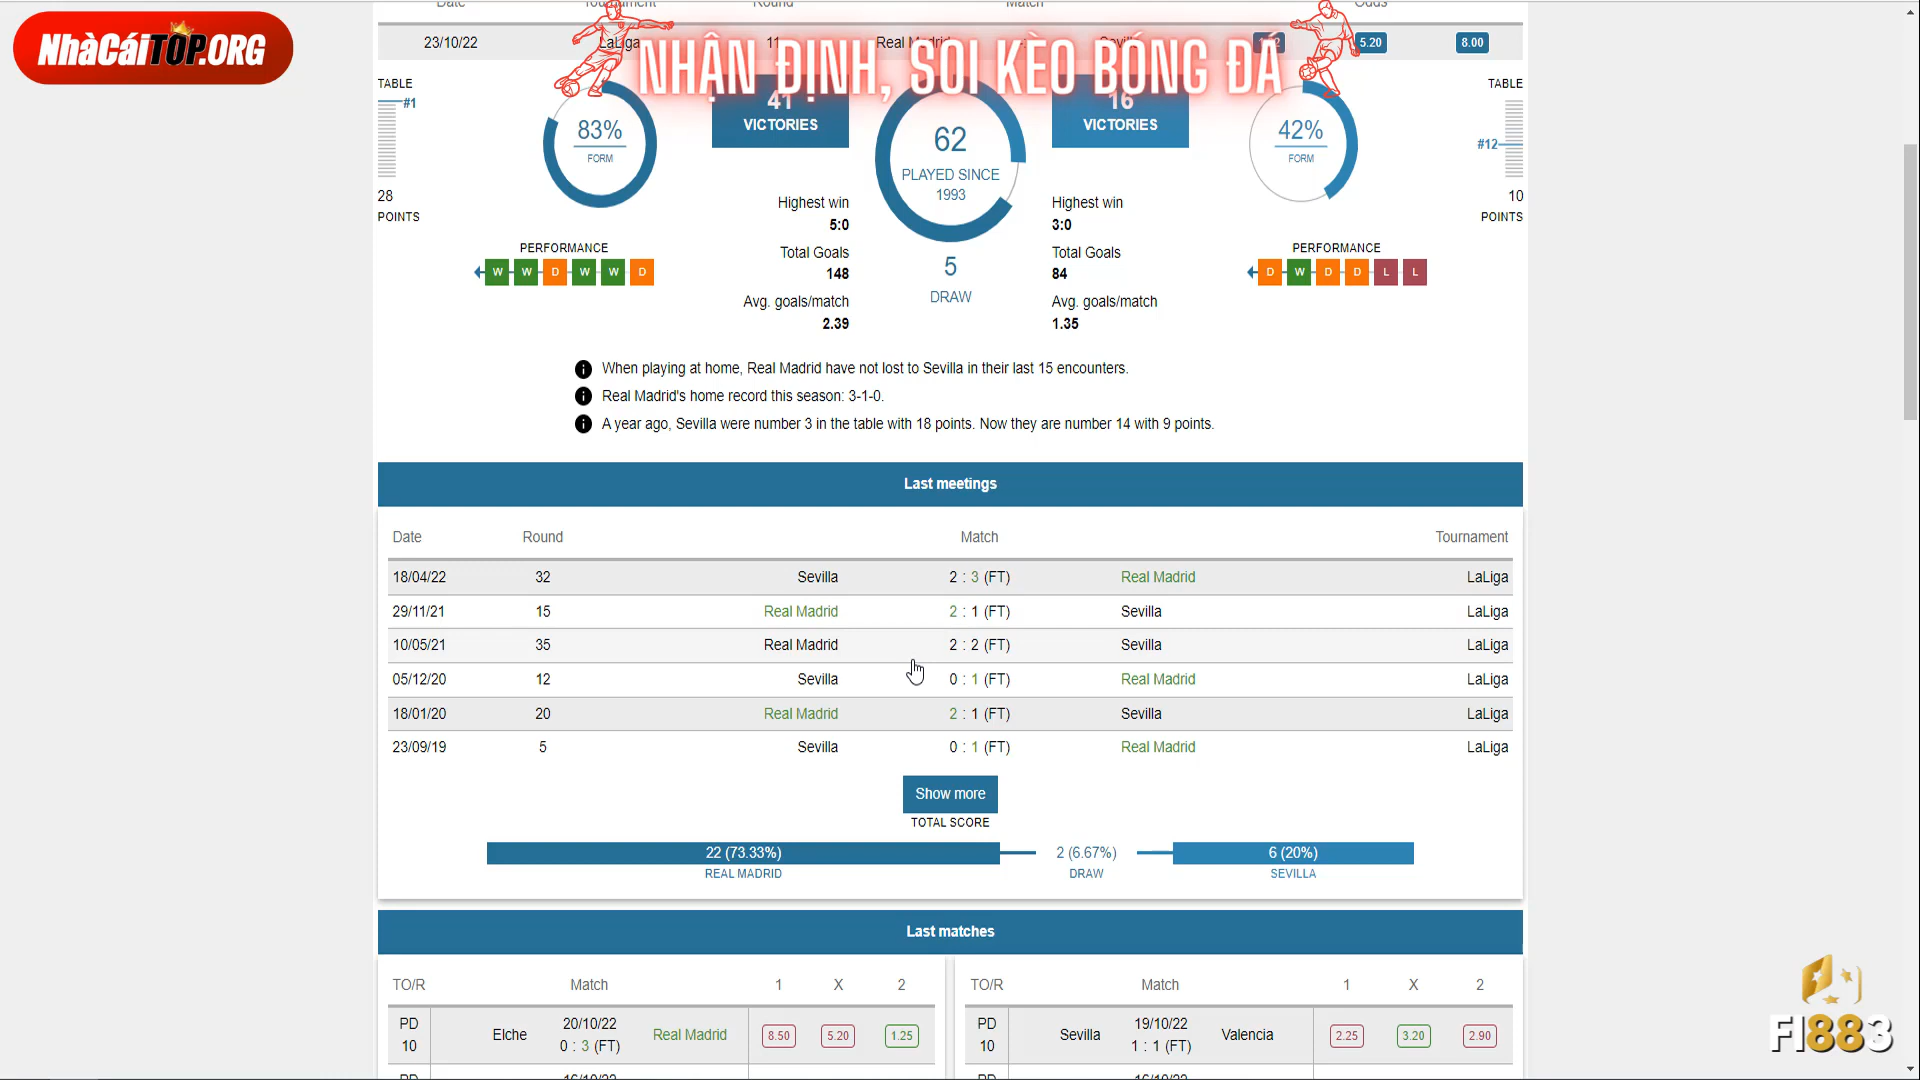 NhàCáiTOP.ORG
NHẬN ĐỊNH, SOI KÈO BÓNG ĐÁ
Date Tournament Round Match Odds
23/10/22 LaLiga 11 Real Madrid Sevilla 5.20 8.00
TABLE
#1
28
POINTS
83%
FORM
PERFORMANCE
W W D W W D
41
VICTORIES
Highest win
5:0
Total Goals
148
Avg. goals/match
2.39
62
PLAYED SINCE
1993
5
DRAW
16
VICTORIES
Highest win
3:0
Total Goals
84
Avg. goals/match
1.35
42%
FORM
PERFORMANCE
D W D D L L
TABLE
#12
10
POINTS
When playing at home, Real Madrid have not lost to Sevilla in their last 15 encounters.
Real Madrid's home record this season: 3-1-0.
A year ago, Sevilla were number 3 in the table with 18 points. Now they are number 14 with 9 points.
Last meetings
Date Round Match Tournament
18/04/22 32 Sevilla 2 : 3 (FT) Real Madrid LaLiga
29/11/21 15 Real Madrid 2 : 1 (FT) Sevilla LaLiga
10/05/21 35 Real Madrid 2 : 2 (FT) Sevilla LaLiga
05/12/20 12 Sevilla 0 : 1 (FT) Real Madrid LaLiga
18/01/20 20 Real Madrid 2 : 1 (FT) Sevilla LaLiga
23/09/19 5 Sevilla 0 : 1 (FT) Real Madrid LaLiga
Show more
TOTAL SCORE
22 (73.33%) 2 (6.67%) 6 (20%)
REAL MADRID DRAW SEVILLA
Last matches
TO/R Match 1 X 2
PD 10 Elche 20/10/22 0 : 3 (FT) Real Madrid 8.50 5.20 1.25
TO/R Match 1 X 2
PD 10 Sevilla 19/10/22 1 : 1 (FT) Valencia 2.25 3.20 2.90
FI883